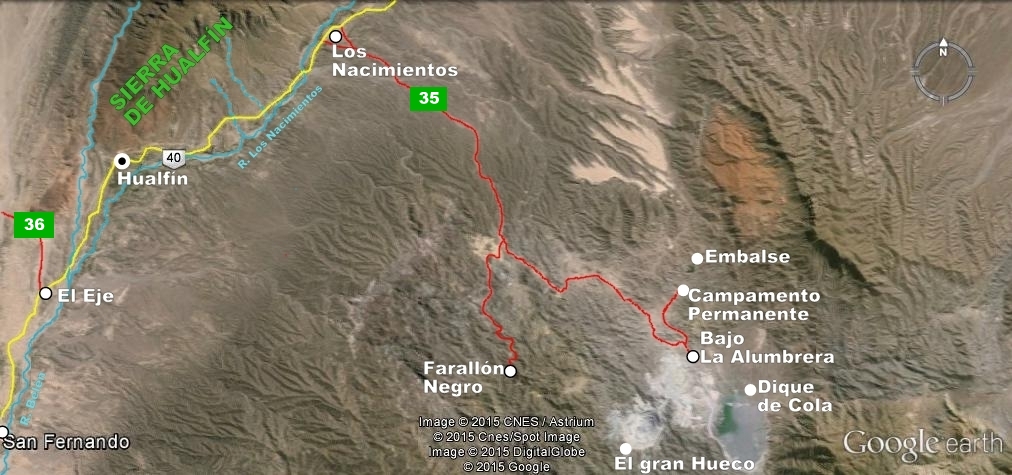 SIERRA
DE HUALFÍN
Los
Nacimientos
35
40
R. Los Nacimientos
Hualfín
36
El Eje
R. Belén
San Fernando
N
Embalse
Campamento
Permanente
Bajo
La Alumbrera
Farallón
Negro
Dique
de Cola
El gran Hueco
Image © 2015 CNES / Astrium
© 2015 Cnes/Spot Image
Image © 2015 DigitalGlobe
© 2015 Google
Google earth